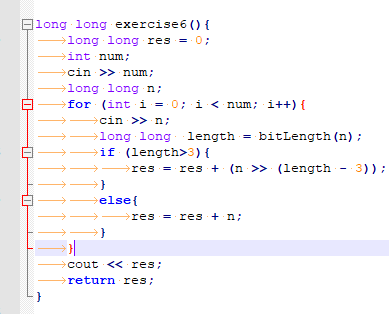 long long exercise6(){
long long res = 0;
int num;
cin >> num;
long long n;
for (int i = 0; i < num; i++){
cin >> n;
long long  length = bitLength(n);
if (length>3){
res = res + (n >> (length - 3));
}
else{
res = res + n;
}
}
cout << res;
return res;
}